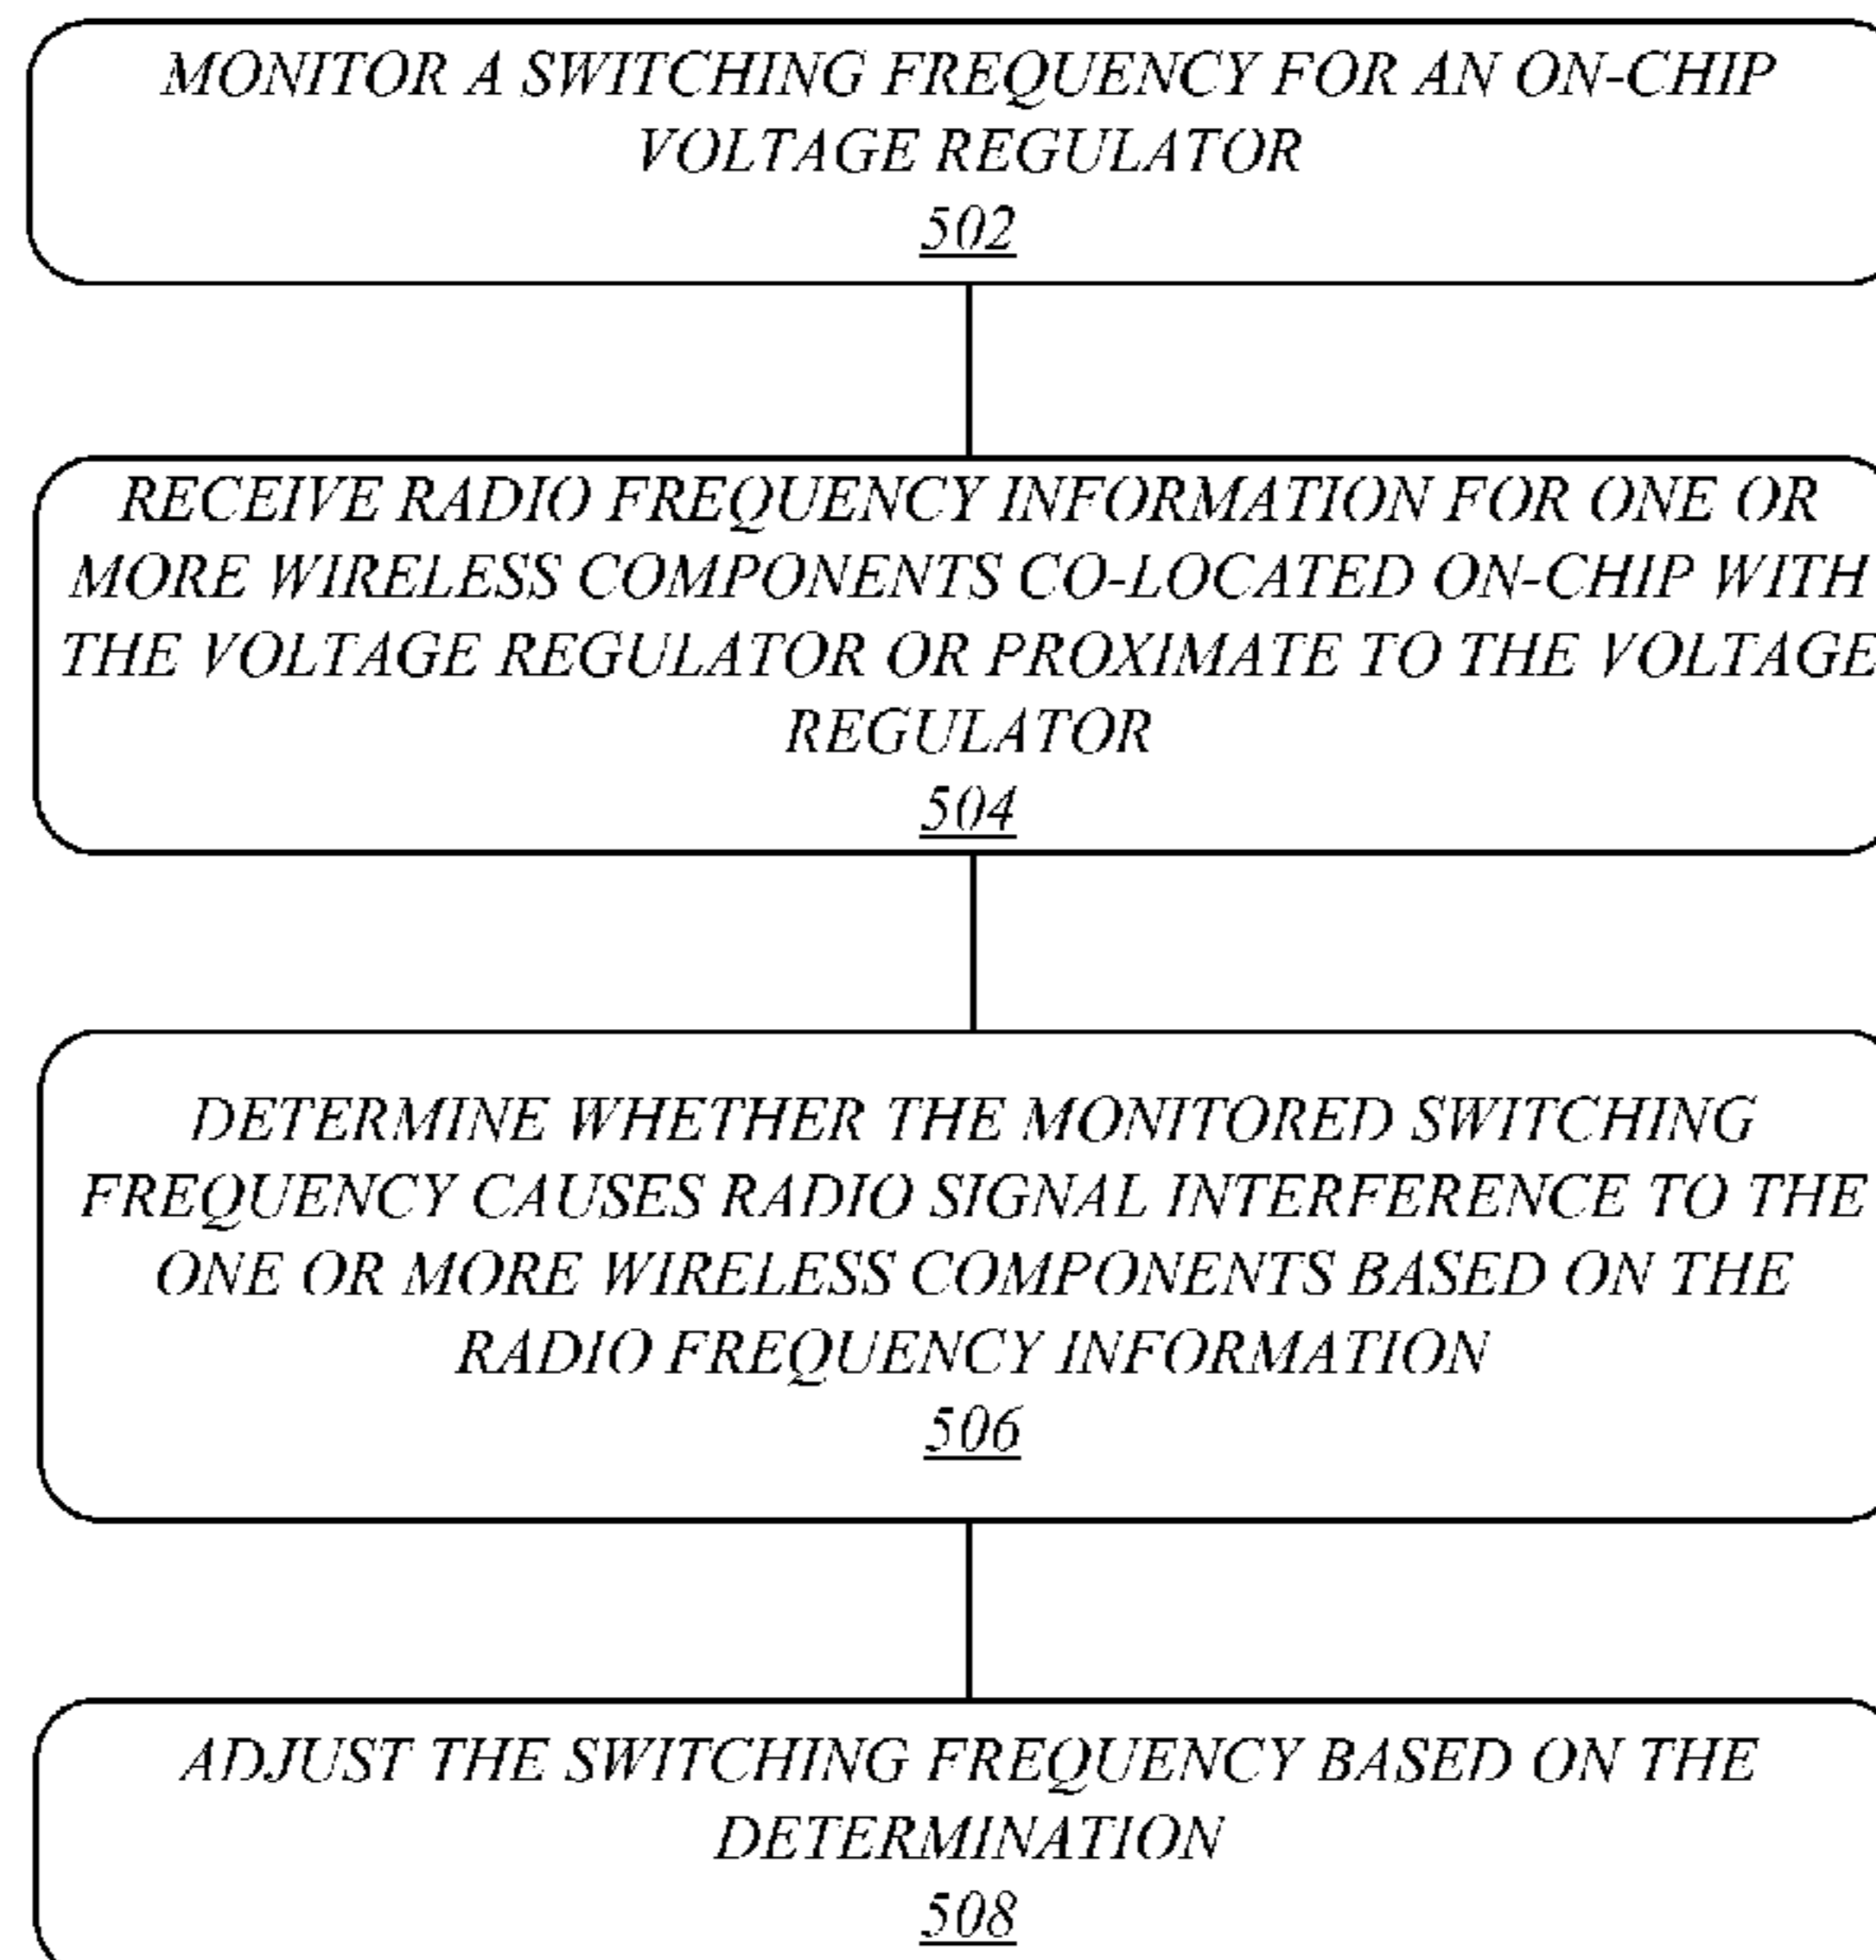 MONITOR A SWITCHING FREQUENCY FOR AN ON-CHIP
VOLTAGE REGULATOR
502
RECEIVE RADIO FREQUENCY INFORMATION FOR ONE OR
MORE WIRELESS COMPONENTS CO-LOCATED ON-CHIP WITH
THE VOLTAGE REGULATOR OR PROXIMATE TO THE VOLTAGE
REGULATOR
504
DETERMINE WHETHER THE MONITORED SWITCHING
FREQUENCY CAUSES RADIO SIGNAL INTERFERENCE TO THE
ONE OR MORE WIRELESS COMPONENTS BASED ON THE
RADIO FREQUENCY INFORMATION
506
ADJUST THE SWITCHING FREQUENCY BASED ON THE
DETERMINATION
508